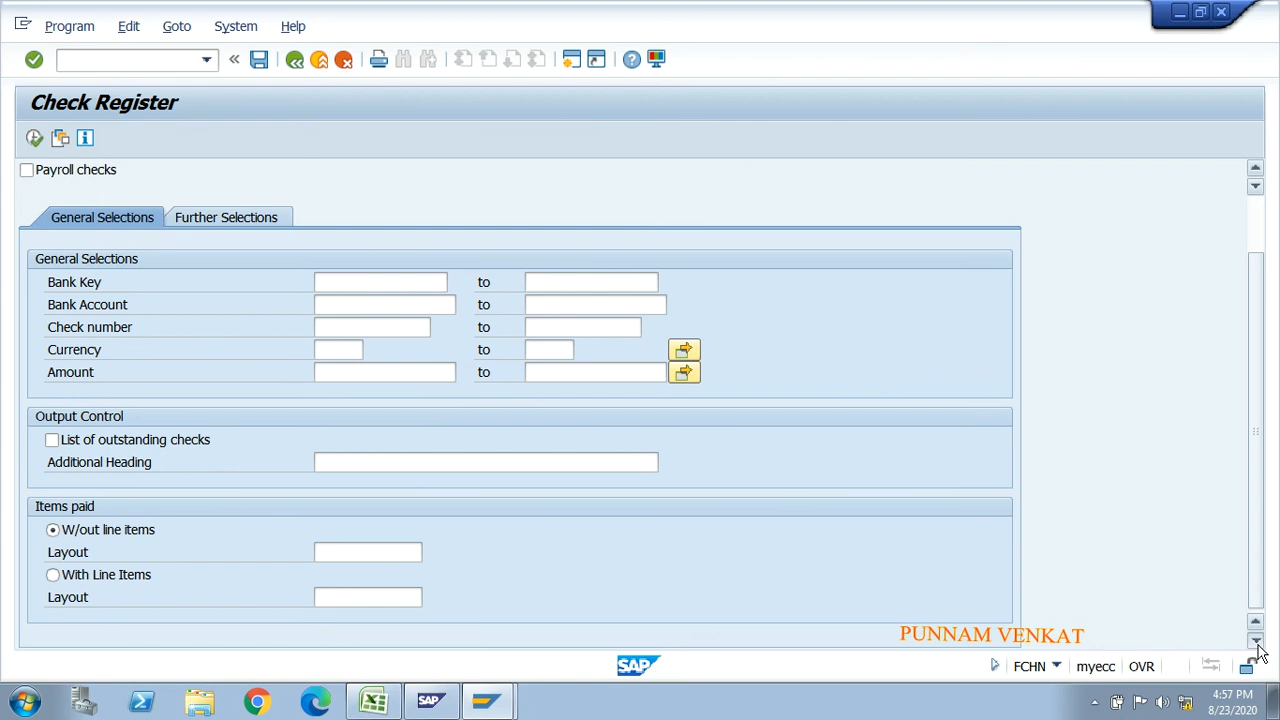 Program Edit Goto System Help
Check Register
Payroll checks
General Selections Further Selections
General Selections
Bank Key to
Bank Account to
Check number to
Currency to
Amount to
Output Control
List of outstanding checks
Additional Heading
Items paid
W/out line items
Layout
With Line Items
Layout
PUNNAM VENKAT
SAP FCHN myecc OVR
4:57 PM
8/23/2020